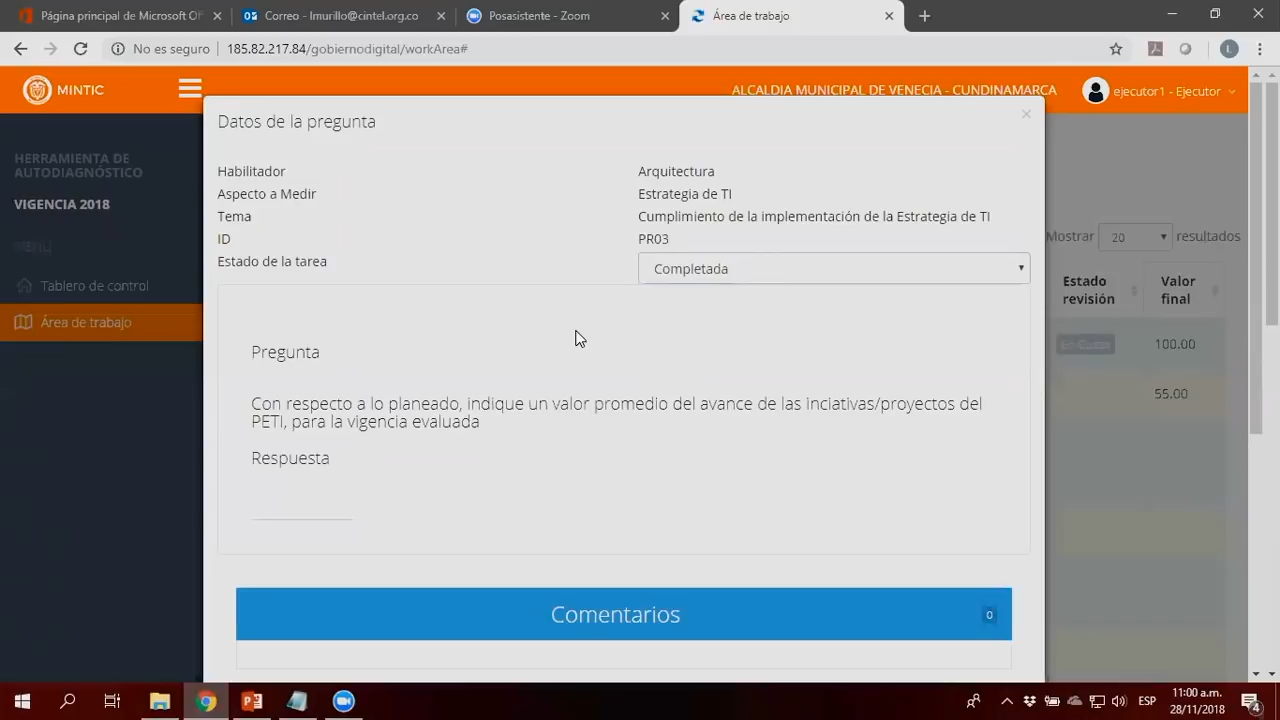 Página principal de Microsoft Of
Correo - lmurillo@cintel.org.co
Posasistente - Zoom
Área de trabajo
No es seguro
185.82.217.84/gobiernodigital/workArea#
L
MINTIC
ALCALDIA MUNICIPAL DE VENECIA - CUNDINAMARCA
ejecutor1 - Ejecutor
HERRAMIENTA DE
AUTODIAGNÓSTICO
VIGENCIA 2018
Menú
Tablero de control
Área de trabajo
Datos de la pregunta
×
Habilitador
Arquitectura
Aspecto a Medir
Estrategia de TI
Tema
Cumplimiento de la implementación de la Estrategia de TI
ID
PR03
Estado de la tarea
Completada
Pregunta
Con respecto a lo planeado, indique un valor promedio del avance de las inciativas/proyectos del
PETI, para la vigencia evaluada
Respuesta
Comentarios
0
Mostrar 20 resultados
Estado
revisión
Valor
final
En Curso
100.00
55.00
ESP
11:00 a.m.
28/11/2018
4